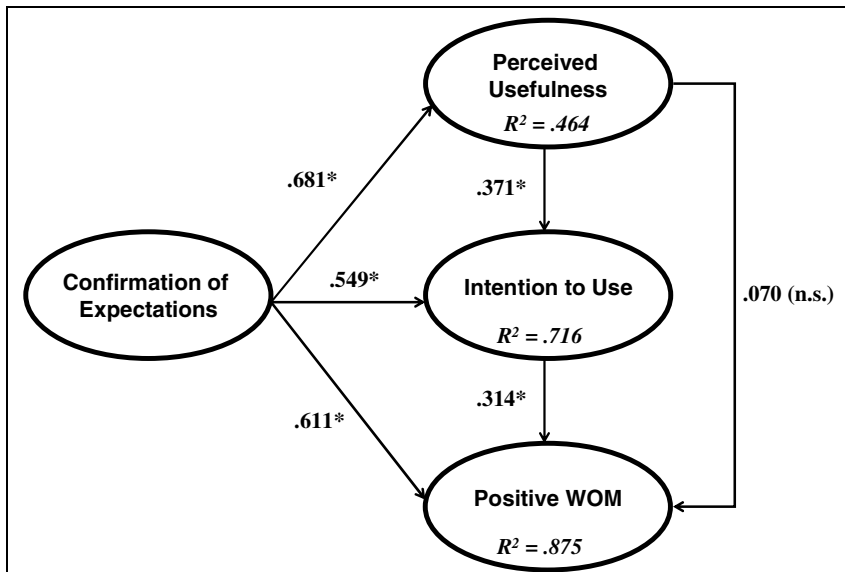 Perceived
Usefulness
R² = .464
.681*
.371*
Confirmation of
Expectations
.549*
Intention to Use
R² = .716
.070 (n.s.)
.611*
.314*
Positive WOM
R² = .875